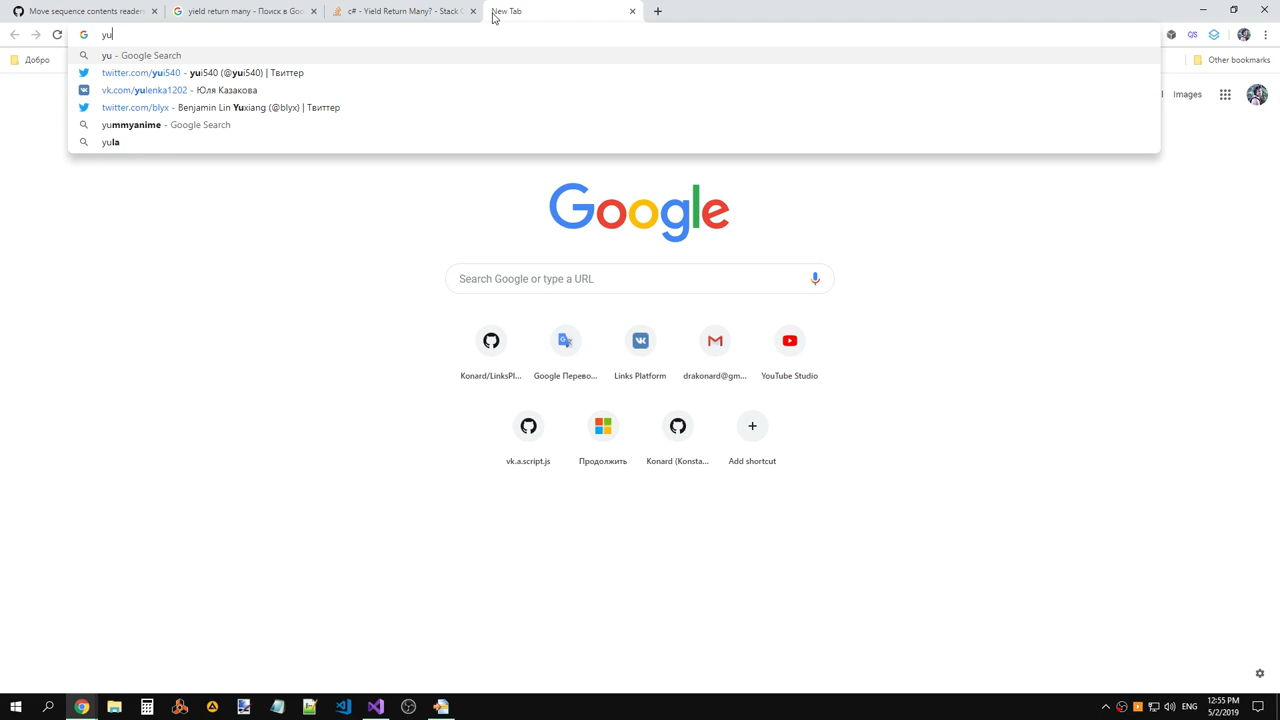 Move sequence contents readers
yield return many - Поиск в Goo
c# - Yield Return Many? - Stack O
New Tab
yu
yu - Google Search
twitter.com/yui540 - yui540 (@yui540) | Твиттер
vk.com/yulenka1202 - Юля Казакова
twitter.com/blyx - Benjamin Lin Yuxiang (@blyx) | Твиттер
yummyanime - Google Search
yula
Добро
Other bookmarks
Images
Google
Search Google or type a URL
Konard/LinksPl...
Google Перево...
Links Platform
drakonard@gm...
YouTube Studio
vk.a.script.js
Продолжить
Konard (Konsta...
Add shortcut
ENG
12:55 PM
5/2/2019